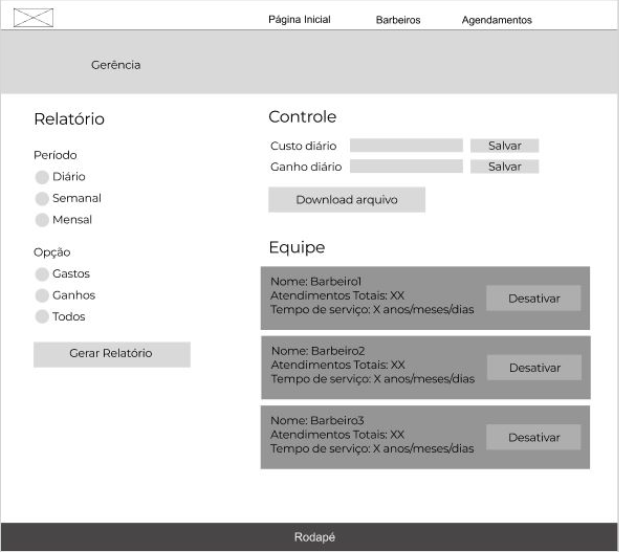 Página Inicial
Barbeiros
Agendamentos
Gerência
Relatório
Período
Diário
Semanal
Mensal
Opção
Gastos
Ganhos
Todos
Gerar Relatório
Controle
Custo diário
Salvar
Ganho diário
Salvar
Download arquivo
Equipe
Nome: Barbeiro1
Atendimentos Totais: XX
Tempo de serviço: X anos/meses/dias
Desativar
Nome: Barbeiro2
Atendimentos Totais: XX
Tempo de serviço: X anos/meses/dias
Desativar
Nome: Barbeiro3
Atendimentos Totais: XX
Tempo de serviço: X anos/meses/dias
Desativar
Rodapé